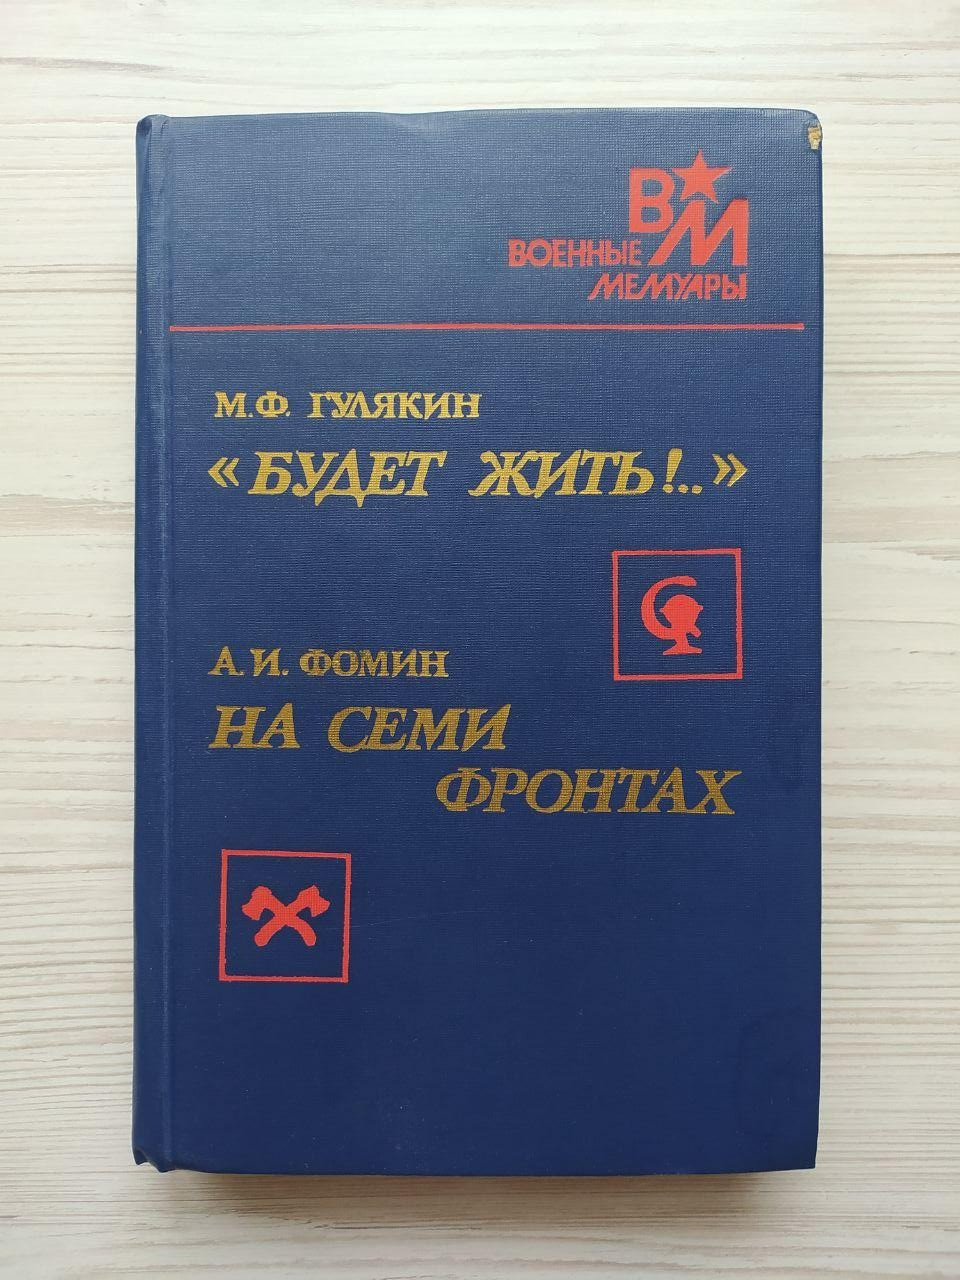 ВМ
ВОЕННЫЕ
МЕМУАРЫ
М.Ф. ГУЛЯКИН
«БУДЕТ ЖИТЬ!..»
А.И. ФОМИН
НА СЕМИ
ФРОНТАХ